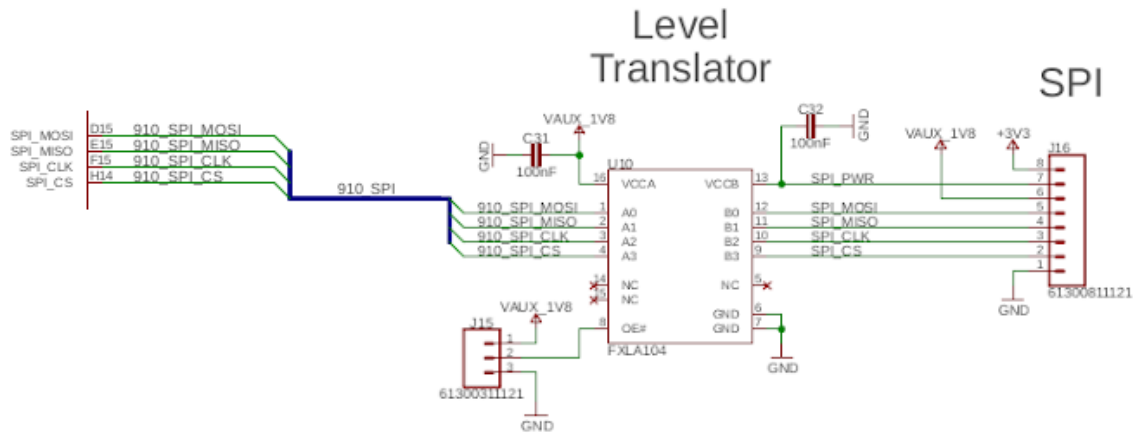 Level
Translator
SPI
SPI_MOSI D15 910_SPI_MOSI
SPI_MISO E15 910_SPI_MISO
SPI_CLK F15 910_SPI_CLK
SPI_CS H14 910_SPI_CS
910_SPI
GND
C31
100nF
VAUX_1V8
C32
100nF
GND
VAUX_1V8
+3V3
J16
U10
16 VCCA VCCB 13 SPI_PWR
910_SPI_MOSI 1 A0 B0 12 SPI_MOSI
910_SPI_MISO 2 A1 B1 11 SPI_MISO
910_SPI_CLK 3 A2 B2 10 SPI_CLK
910_SPI_CS 4 A3 B3 9 SPI_CS
14 NC NC 5
15 NC
GND 6
8 OE# GND 7
FXLA104
GND
8
7
6
5
4
3
2
1
61300811121
GND
VAUX_1V8
J15
1
2
3
61300311121
GND